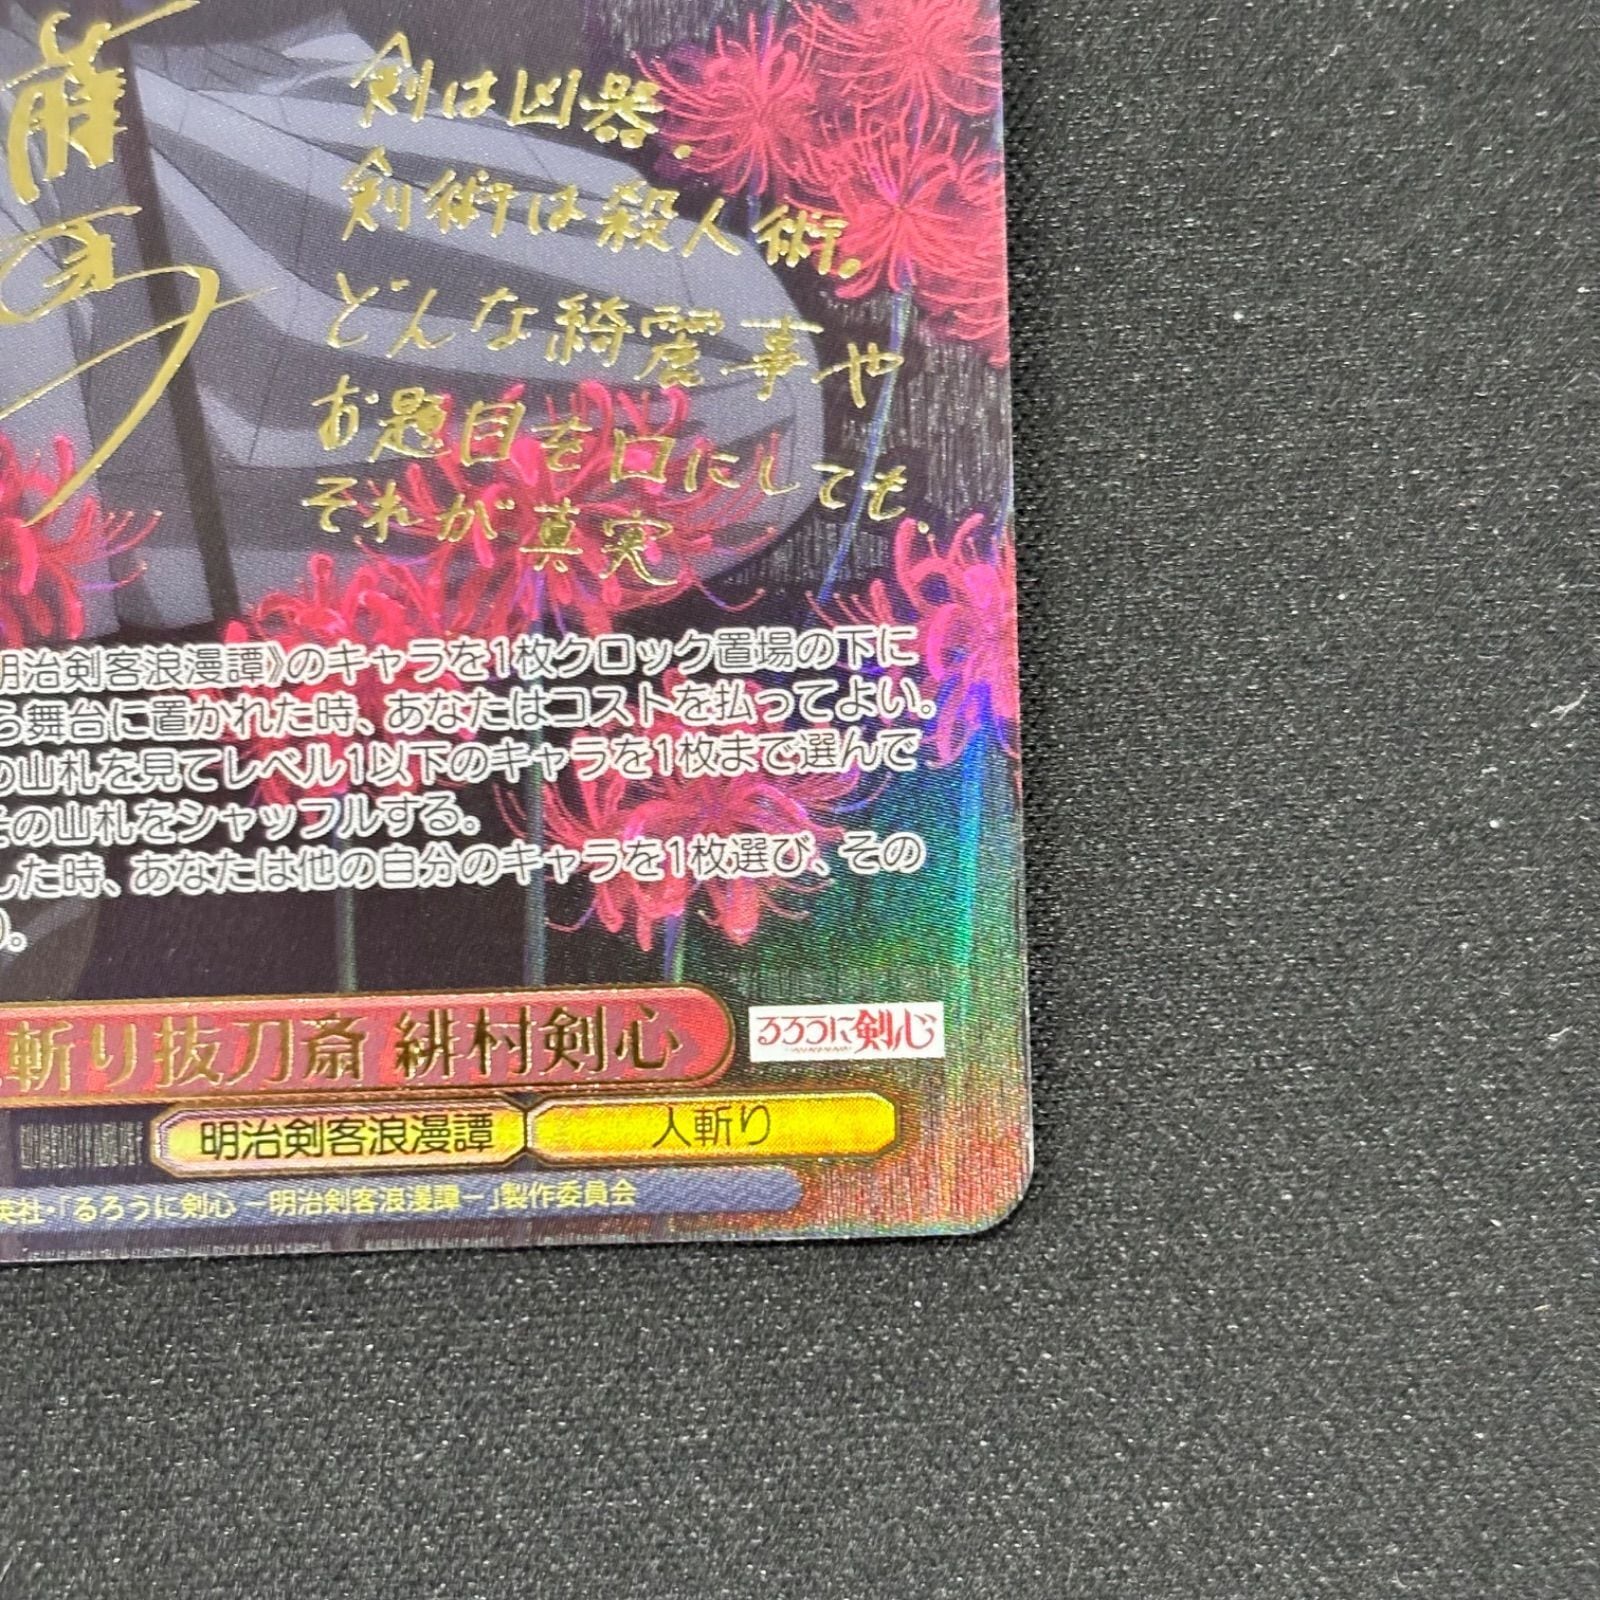 剣は凶器。
剣術は殺人術。
どんな綺麗事や
お題目を口にしても、
それが真実
明治剣客浪漫譚》のキャラを1枚クロック置場の下に
ら舞台に置かれた時、あなたはコストを払ってよい。
の山札を見てレベル1以下のキャラを1枚まで選んで
その山札をシャッフルする。
した時、あなたは他の自分のキャラを1枚選び、その
)。
斬り抜刀斎 緋村剣心
るろうに剣心
明治剣客浪漫譚
人斬り
英社・「るろうに剣心 －明治剣客浪漫譚－」製作委員会